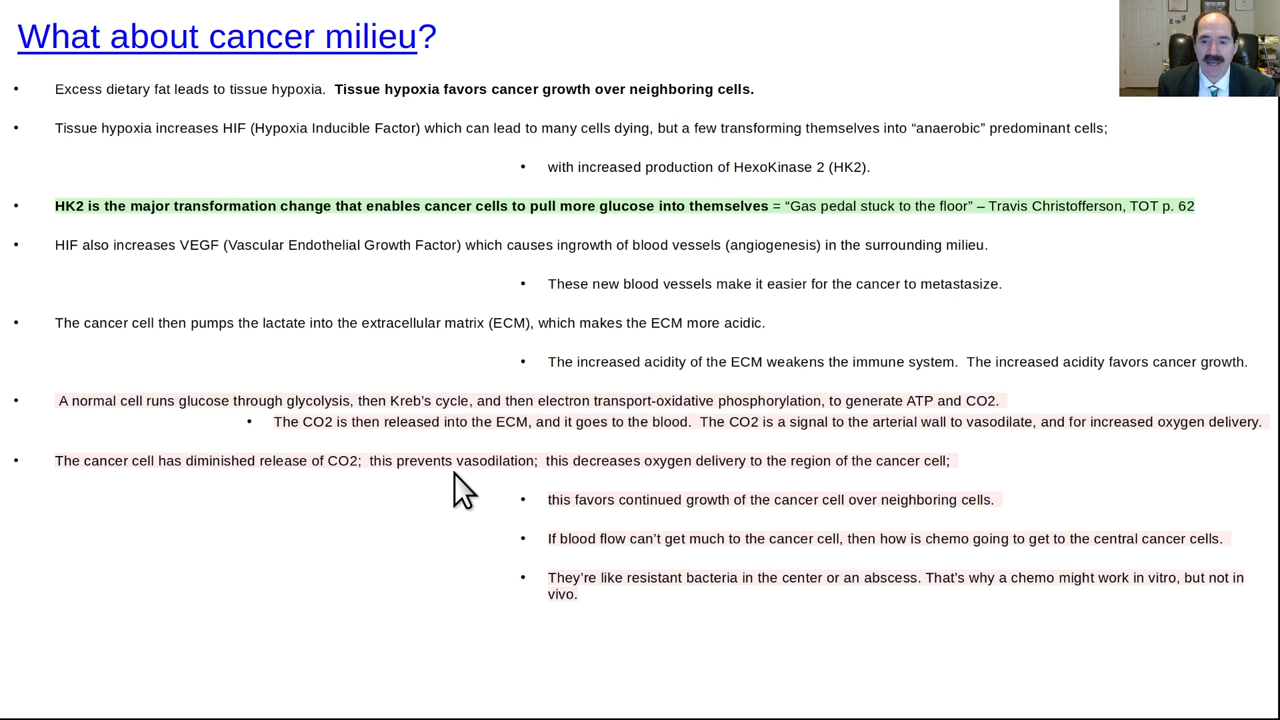 What about cancer milieu?
• Excess dietary fat leads to tissue hypoxia.  Tissue hypoxia favors cancer growth over neighboring cells.
• Tissue hypoxia increases HIF (Hypoxia Inducible Factor) which can lead to many cells dying, but a few transforming themselves into “anaerobic” predominant cells;
• with increased production of HexoKinase 2 (HK2).
• HK2 is the major transformation change that enables cancer cells to pull more glucose into themselves = “Gas pedal stuck to the floor” – Travis Christofferson, TOT p. 62
• HIF also increases VEGF (Vascular Endothelial Growth Factor) which causes ingrowth of blood vessels (angiogenesis) in the surrounding milieu.
• These new blood vessels make it easier for the cancer to metastasize.
• The cancer cell then pumps the lactate into the extracellular matrix (ECM), which makes the ECM more acidic.
• The increased acidity of the ECM weakens the immune system.  The increased acidity favors cancer growth.
• A normal cell runs glucose through glycolysis, then Kreb’s cycle, and then electron transport-oxidative phosphorylation, to generate ATP and CO2.
• The CO2 is then released into the ECM, and it goes to the blood.  The CO2 is a signal to the arterial wall to vasodilate, and for increased oxygen delivery.
• The cancer cell has diminished release of CO2;  this prevents vasodilation;  this decreases oxygen delivery to the region of the cancer cell;
• this favors continued growth of the cancer cell over neighboring cells.
• If blood flow can’t get much to the cancer cell, then how is chemo going to get to the central cancer cells.
• They’re like resistant bacteria in the center or an abscess. That’s why a chemo might work in vitro, but not in
vivo.